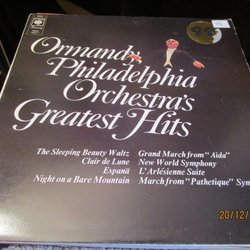 CBS
Ormandy
Philadelphia
Orchestra's
Greatest Hits
The Sleeping Beauty Waltz
Clair de Lune
España
Night on a Bare Mountain
Grand March from "Aida"
New World Symphony
L'Arlésienne Suite
March from "Pathetique" Sym
20/12/